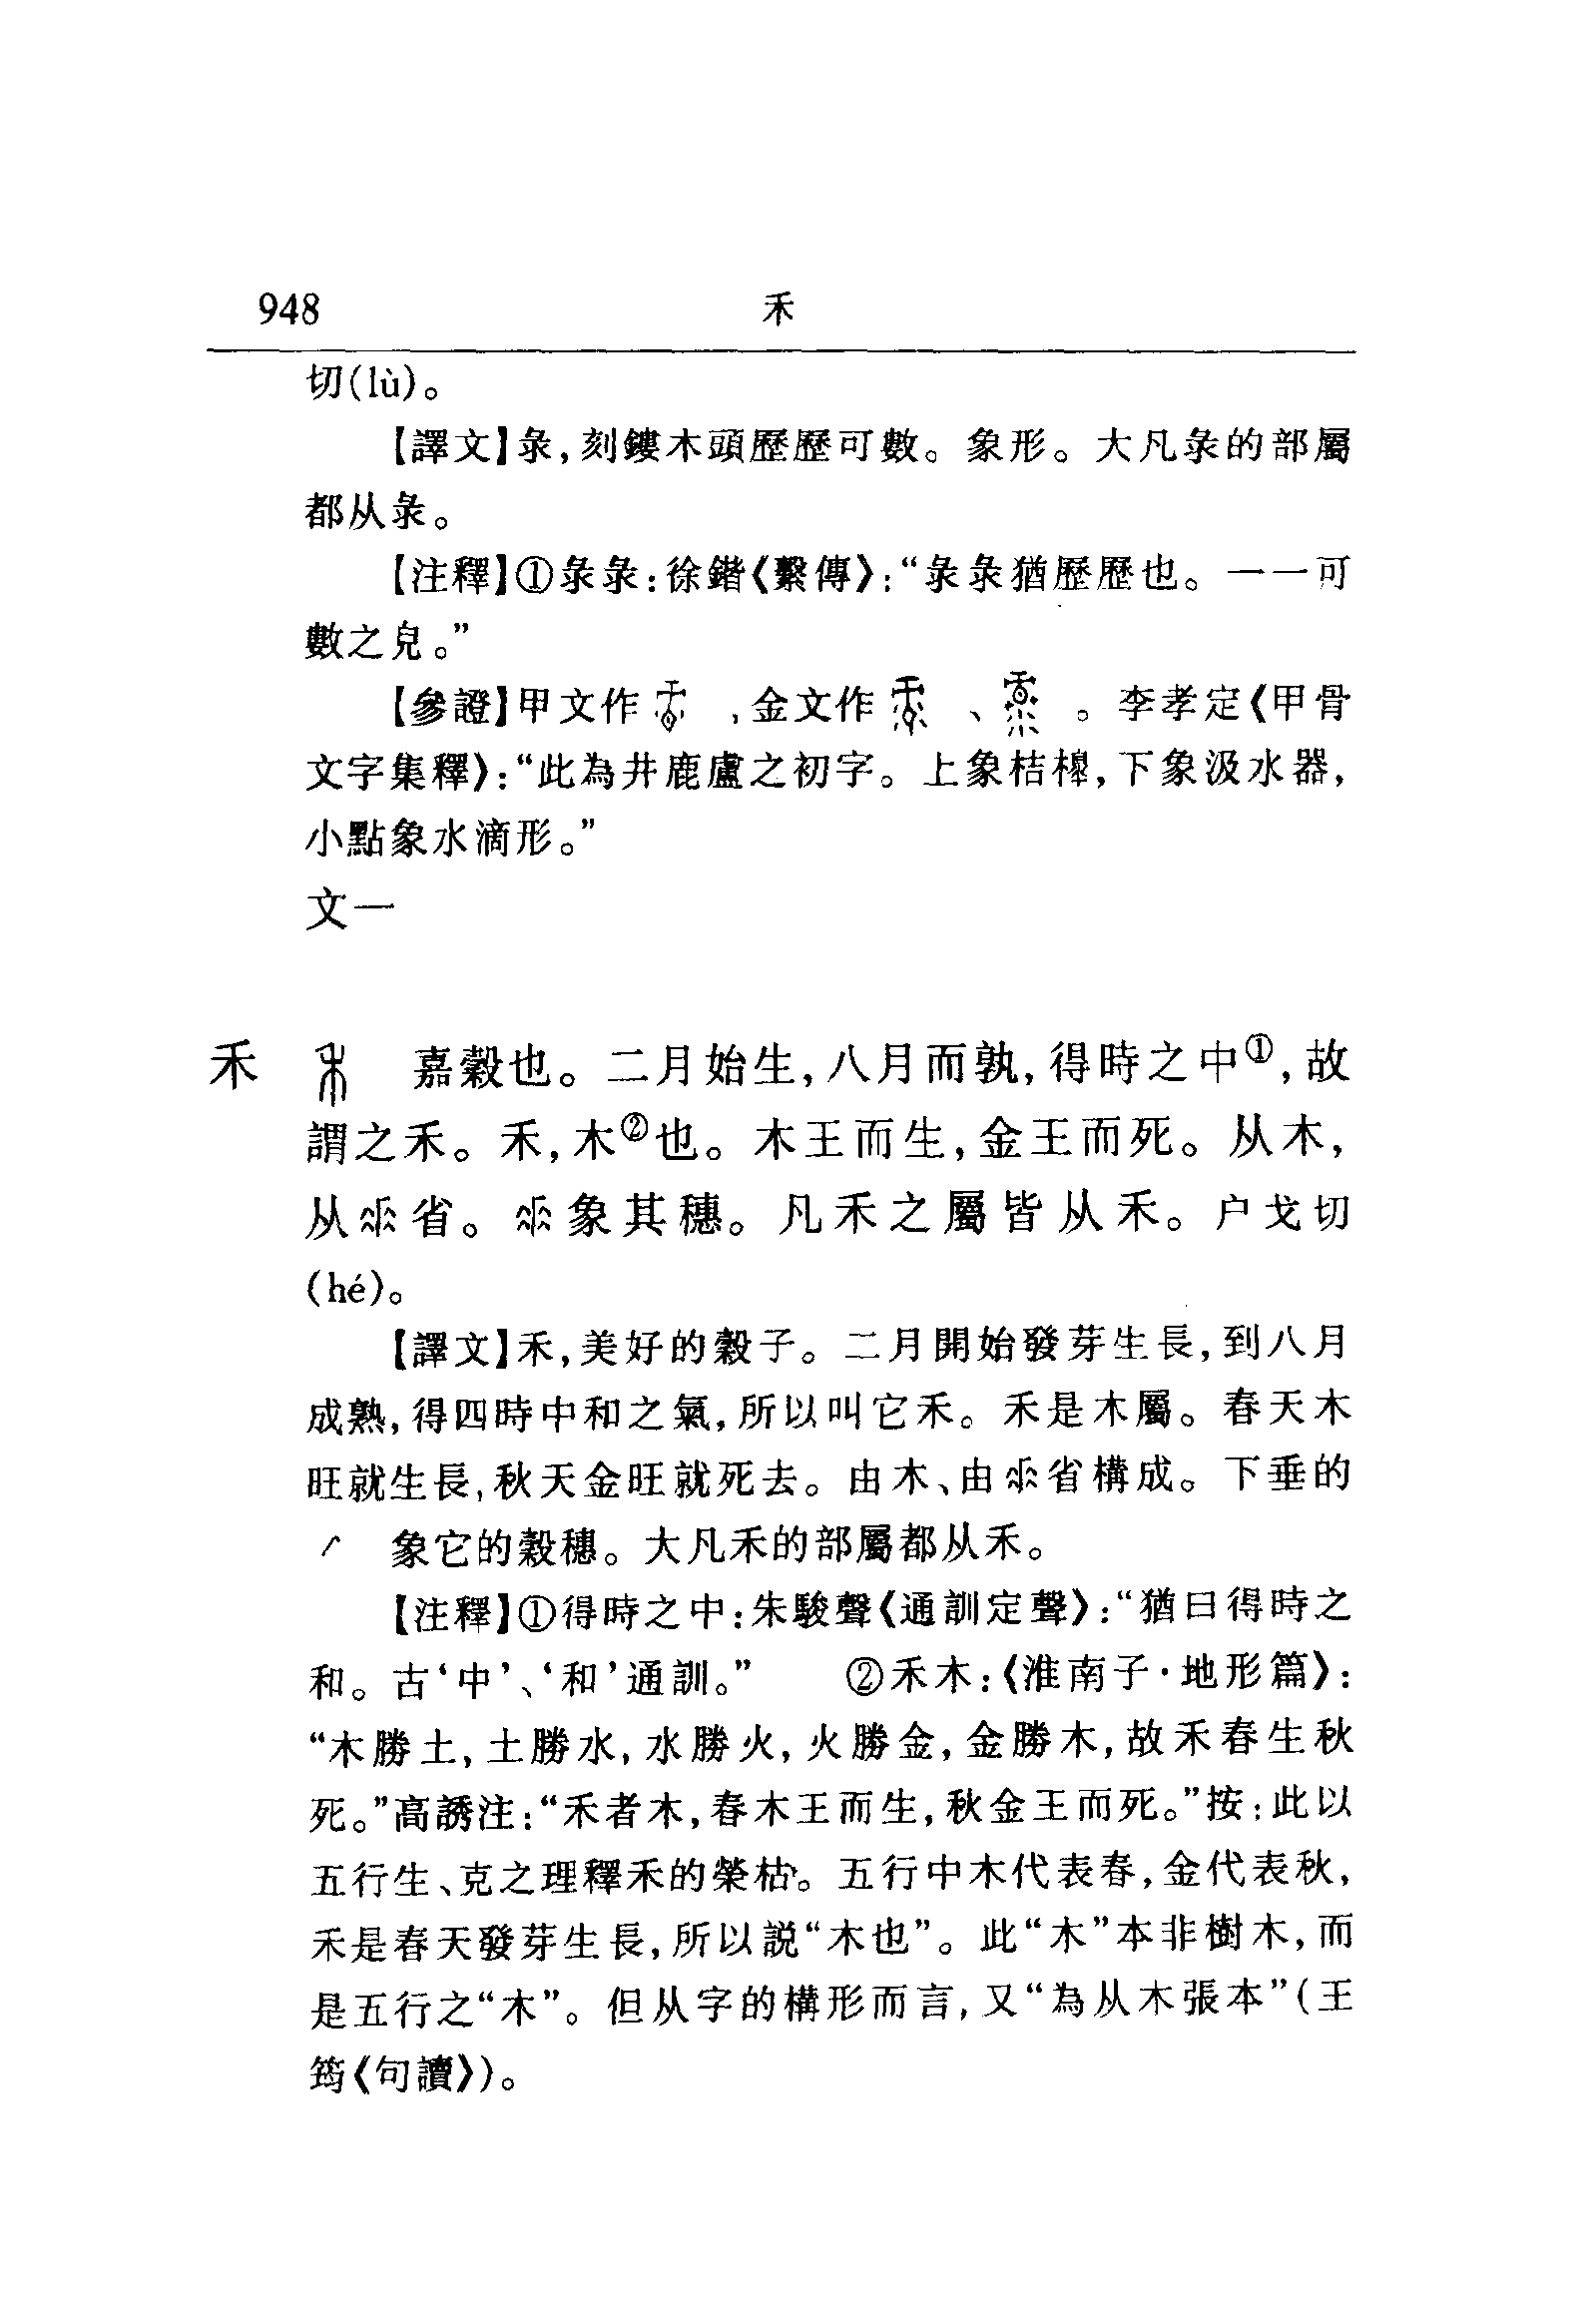 948 禾
切(lù)。
【譯文】彔,刻鏤木頭歷歷可數。象形。大凡彔的部屬
都从彔。
【注釋】①彔彔:徐鍇《繫傳》:“彔彔猶歷歷也。一一可
數之皃。”
【參證】甲文作 ,金文作 、 。李孝定《甲骨
文字集釋》:“此為井鹿盧之初字。上象桔槔,下象汲水器,
小點象水滴形。”
文一
禾 嘉穀也。二月始生,八月而孰,得時之中①,故
謂之禾。禾,木②也。木王而生,金王而死。从木,
从𠂹省。𠂹象其穗。凡禾之屬皆从禾。户戈切
(hé)。
【譯文】禾,美好的穀子。二月開始發芽生長,到八月
成熟,得四時中和之氣,所以叫它禾。禾是木屬。春天木
旺就生長,秋天金旺就死去。由木、由𠂹省構成。下垂的
象它的穀穗。大凡禾的部屬都从禾。
【注釋】①得時之中:朱駿聲《通訓定聲》:“猶曰得時之
和。古‘中’、‘和’通訓。” ②禾木:《淮南子·地形篇》:
“木勝土,土勝水,水勝火,火勝金,金勝木,故禾春生秋
死。”高誘注:“禾者木,春木王而生,秋金王而死。”按:此以
五行生、克之理釋禾的榮枯。五行中木代表春,金代表秋,
禾是春天發芽生長,所以説“木也”。此“木”本非樹木,而
是五行之“木”。但从字的構形而言,又“為从木張本”(王
筠《句讀》)。